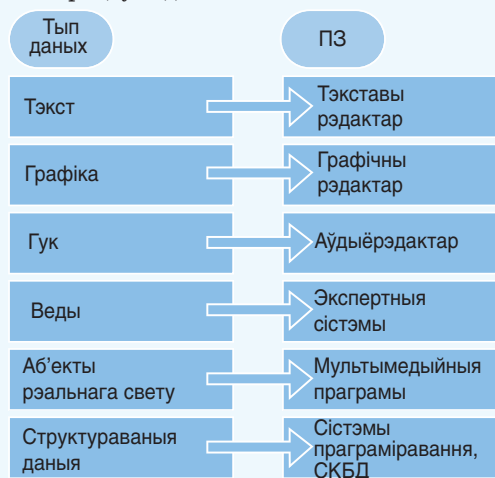 Тып
даных
ПЗ
Тэкст
Тэкставы
рэдактар
Графіка
Графічны
рэдактар
Гук
Аўдыёрэдактар
Веды
Экспертныя
сістэмы
Аб’екты
рэальнага свету
Мультымедыйныя
праграмы
Структураваныя
даныя
Сістэмы
праграміравання,
СКБД